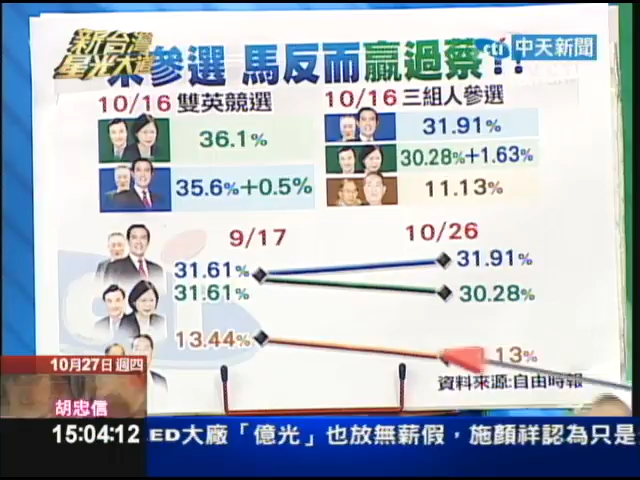 新台灣
星光大道
參選 馬反而贏過蔡?!
cti 中天新聞
10/16 雙英競選
36.1%
35.6%+0.5%
10/16 三組人參選
31.91%
30.28%+1.63%
11.13%
9/17
10/26
31.61%
31.91%
31.61%
30.28%
13.44%
13%
資料來源:自由時報
10月27日 週四
胡忠信
15:04:12
ED大廠「億光」也放無薪假，施顏祥認為只是